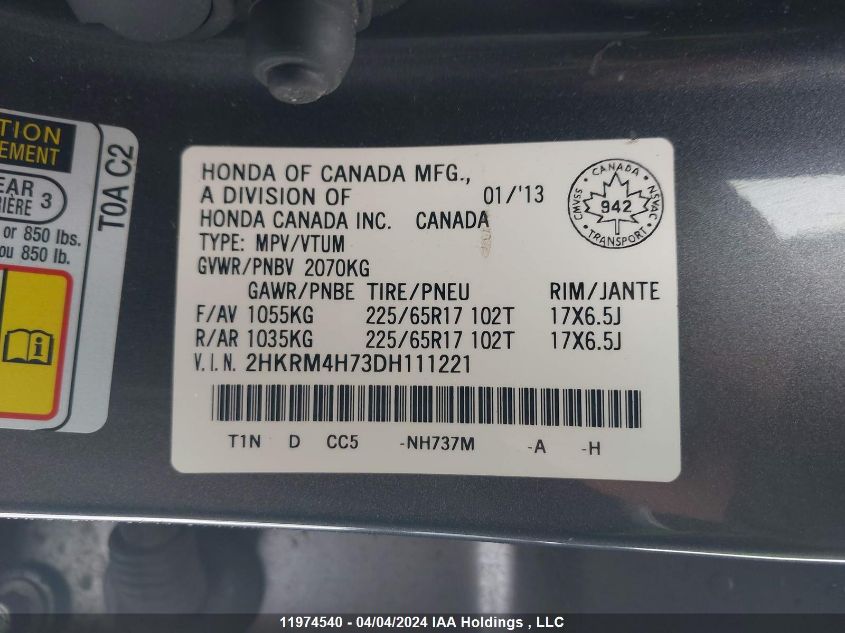 TION
EMENT
EAR 3
RIÈRE
or 850 lbs.
ou 850 lb.
T0A C2
HONDA OF CANADA MFG.,
A DIVISION OF 01/'13
HONDA CANADA INC. CANADA
TYPE: MPV/VTUM
GVWR/PNBV 2070KG
GAWR/PNBE TIRE/PNEU RIM/JANTE
F/AV 1055KG 225/65R17 102T 17X6.5J
R/AR 1035KG 225/65R17 102T 17X6.5J
V.I.N. 2HKRM4H73DH111221
T1N D CC5 -NH737M -A -H
CANADA
CMVSS 942 NSVAC
TRANSPORT
11974540 - 04/04/2024 IAA Holdings , LLC